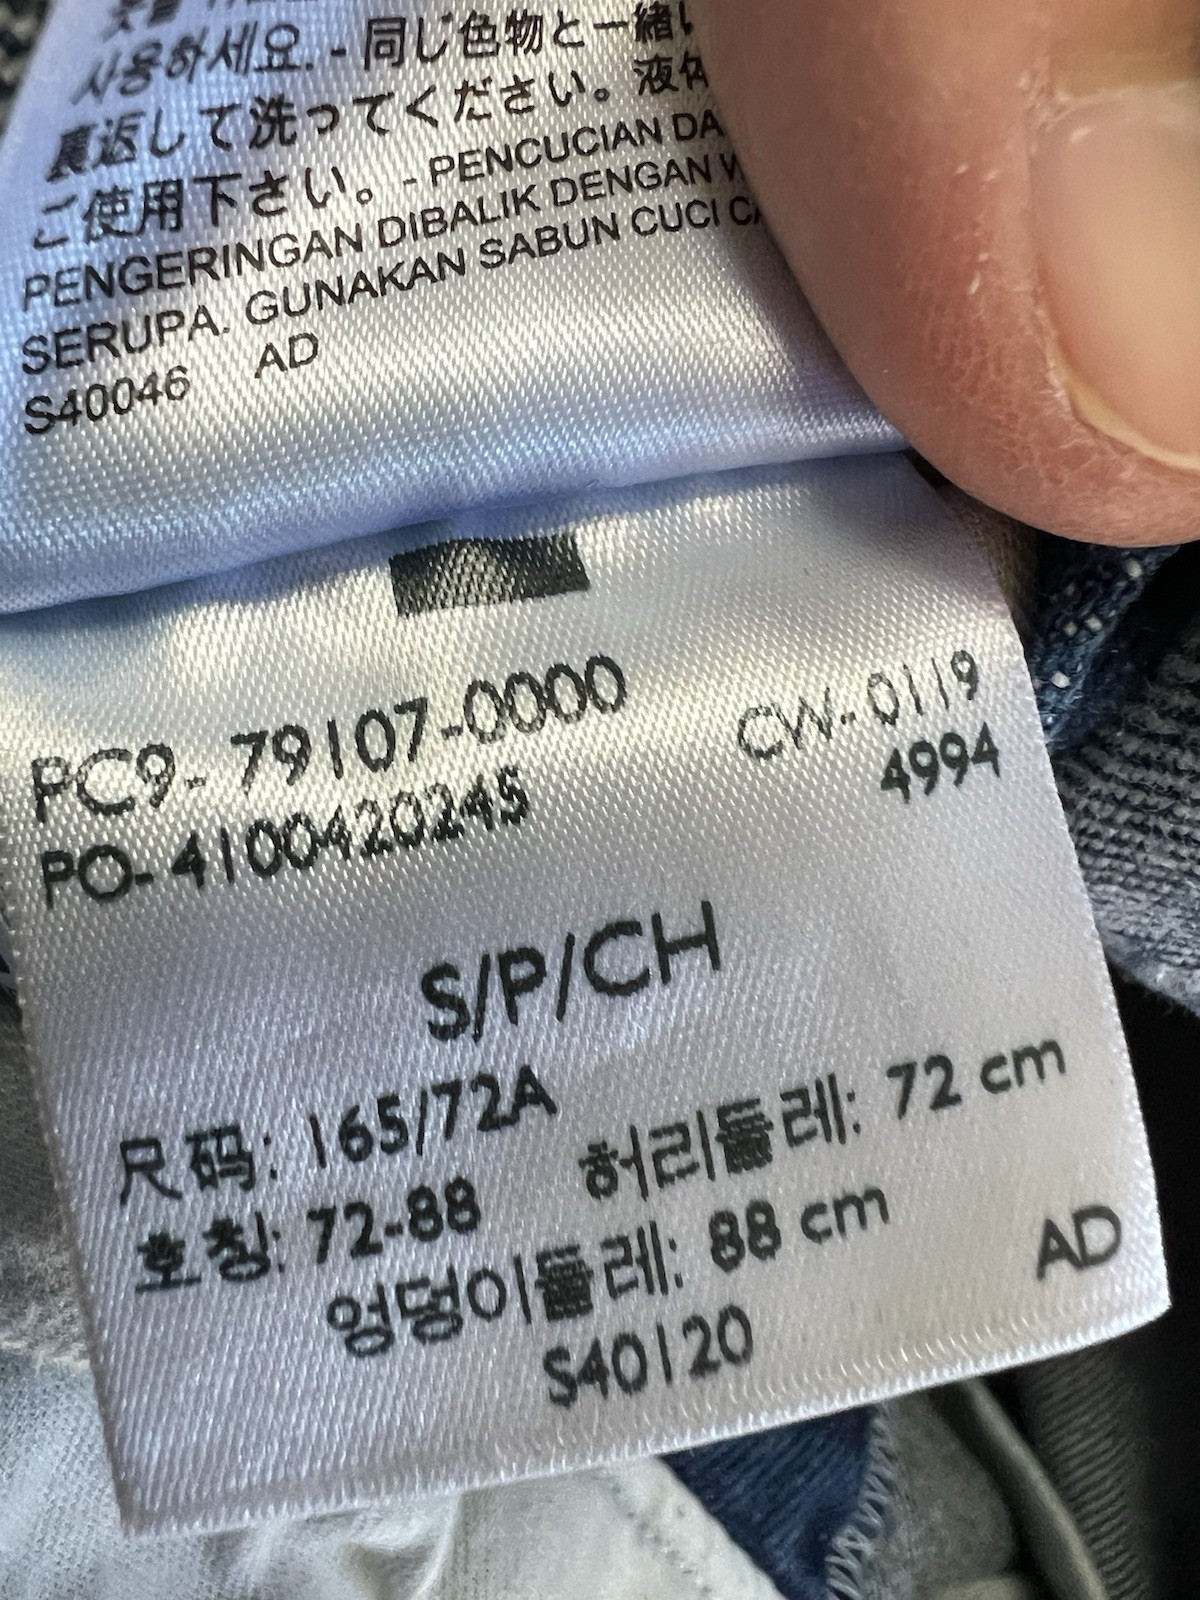 사용하세요. - 同じ色物と一緒
裏返して洗ってください。液体
ご使用下さい。 - PENCUCIAN DA
PENGERINGAN DIBALIK DENGAN W
SERUPA. GUNAKAN SABUN CUCI
S40046 AD
PC9- 79107-0000 CW-0119
PO-4100420245 4994
S/P/CH
尺码: 165/72A
호칭: 72-88 허리둘레: 72 cm
엉덩이둘레: 88 cm AD
S40120